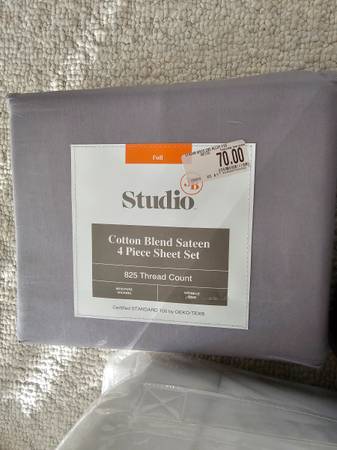 Full
70.00
Studio
Cotton Blend Sateen
4 Piece Sheet Set
825 Thread Count
Certified STANDARD 100 by OEKO-TEX®